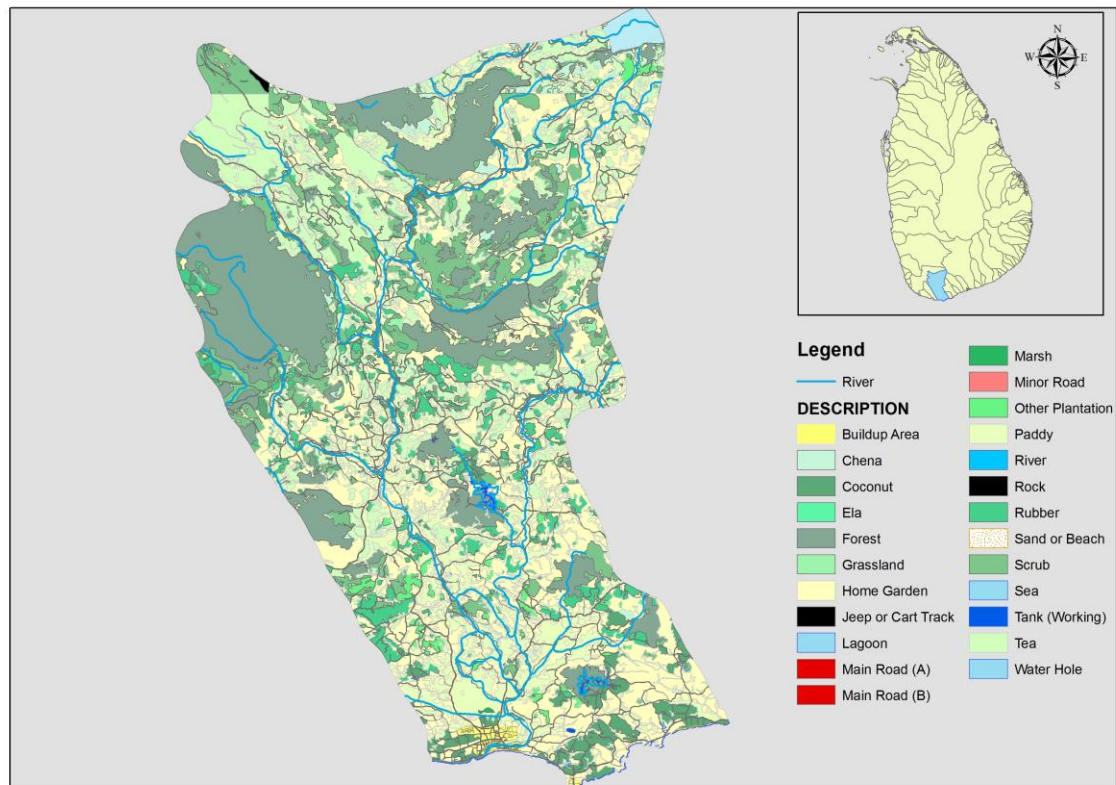 N
W E
S
Legend
River
DESCRIPTION
Buildup Area
Chena
Coconut
Ela
Forest
Grassland
Home Garden
Jeep or Cart Track
Lagoon
Main Road (A)
Main Road (B)
Marsh
Minor Road
Other Plantation
Paddy
River
Rock
Rubber
Sand or Beach
Scrub
Sea
Tank (Working)
Tea
Water Hole